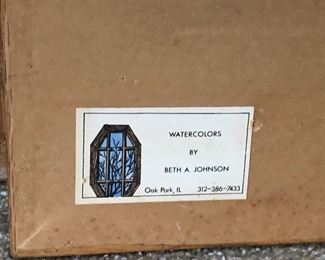 WATERCOLORS
BY
BETH A. JOHNSON
Oak Park, IL 312-386-7433